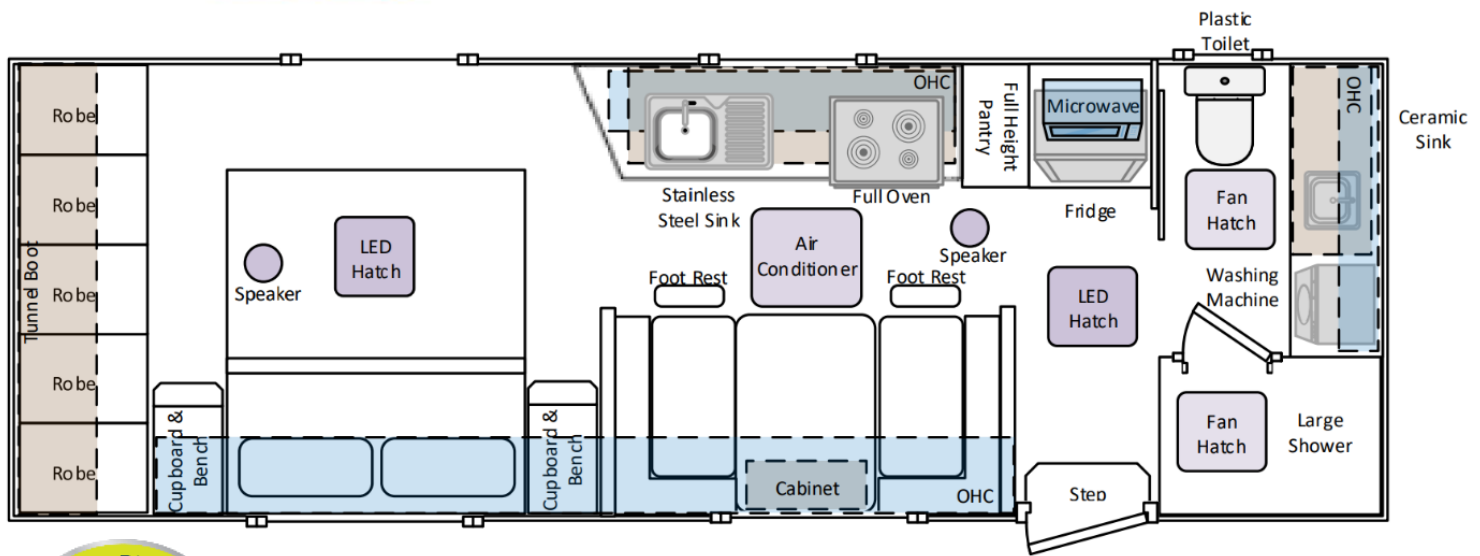 Plastic
Toilet
Robe
Robe
Robe
Robe
Robe
Tunnel Boot
LED
Hatch
Speaker
Cupboard &
Bench
Cupboard &
Bench
OHC
Stainless
Steel Sink
Full Oven
Full Height
Pantry
Microwave
Fridge
Air
Conditioner
Speaker
Foot Rest
Foot Rest
Cabinet
OHC
LED
Hatch
Fan
Hatch
OHC
Ceramic
Sink
Washing
Machine
Fan
Hatch
Large
Shower
Step